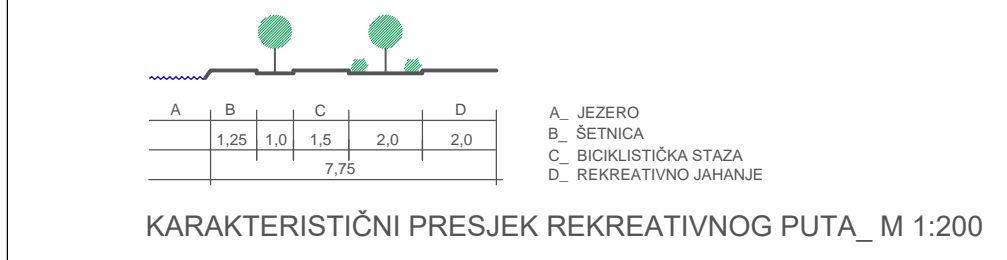 A B C D
1,25 1,0 1,5 2,0 2,0
7,75
A_ JEZERO
B_ ŠETNICA
C_ BICIKLISTIČKA STAZA
D_ REKREATIVNO JAHANJE
KARAKTERISTIČNI PRESJEK REKREATIVNOG PUTA_ M 1:200